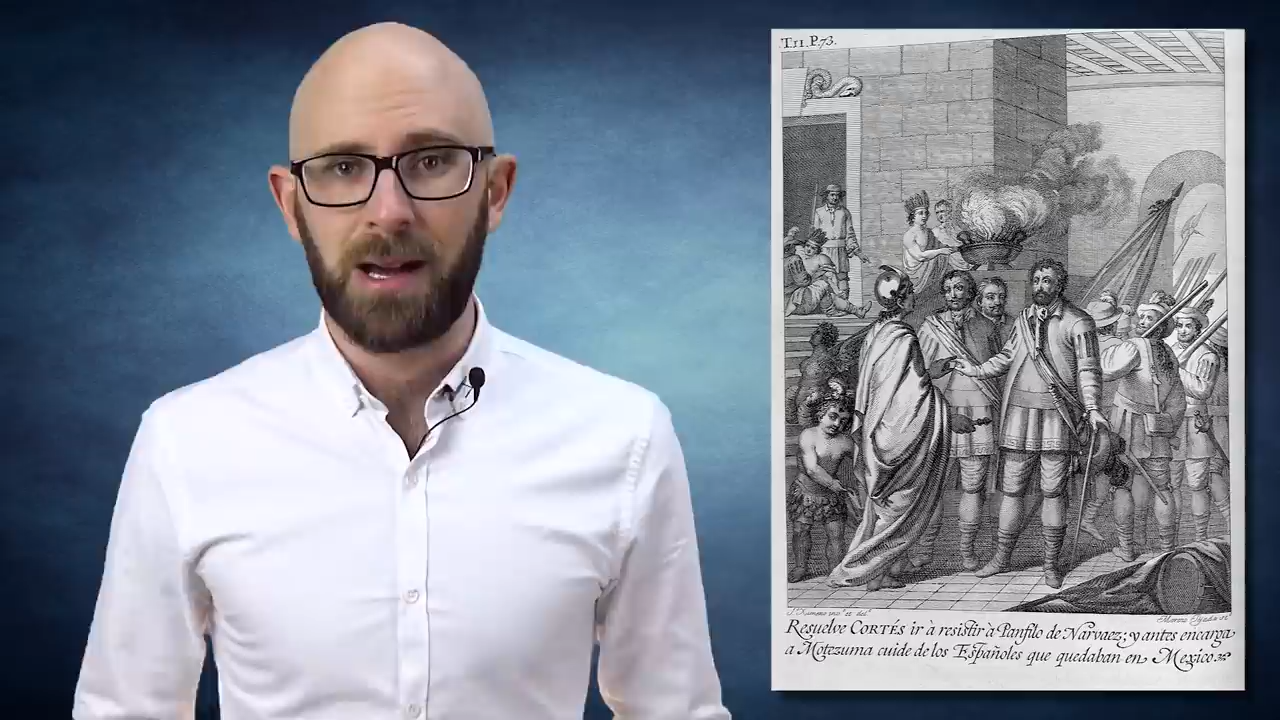 T.II. P.73.
Resuelve CORTÉS ir à resistir à Panfilo de Narvaez; y antes encarga
a Motezuma cuide de los Españoles que quedaban en Mexico.